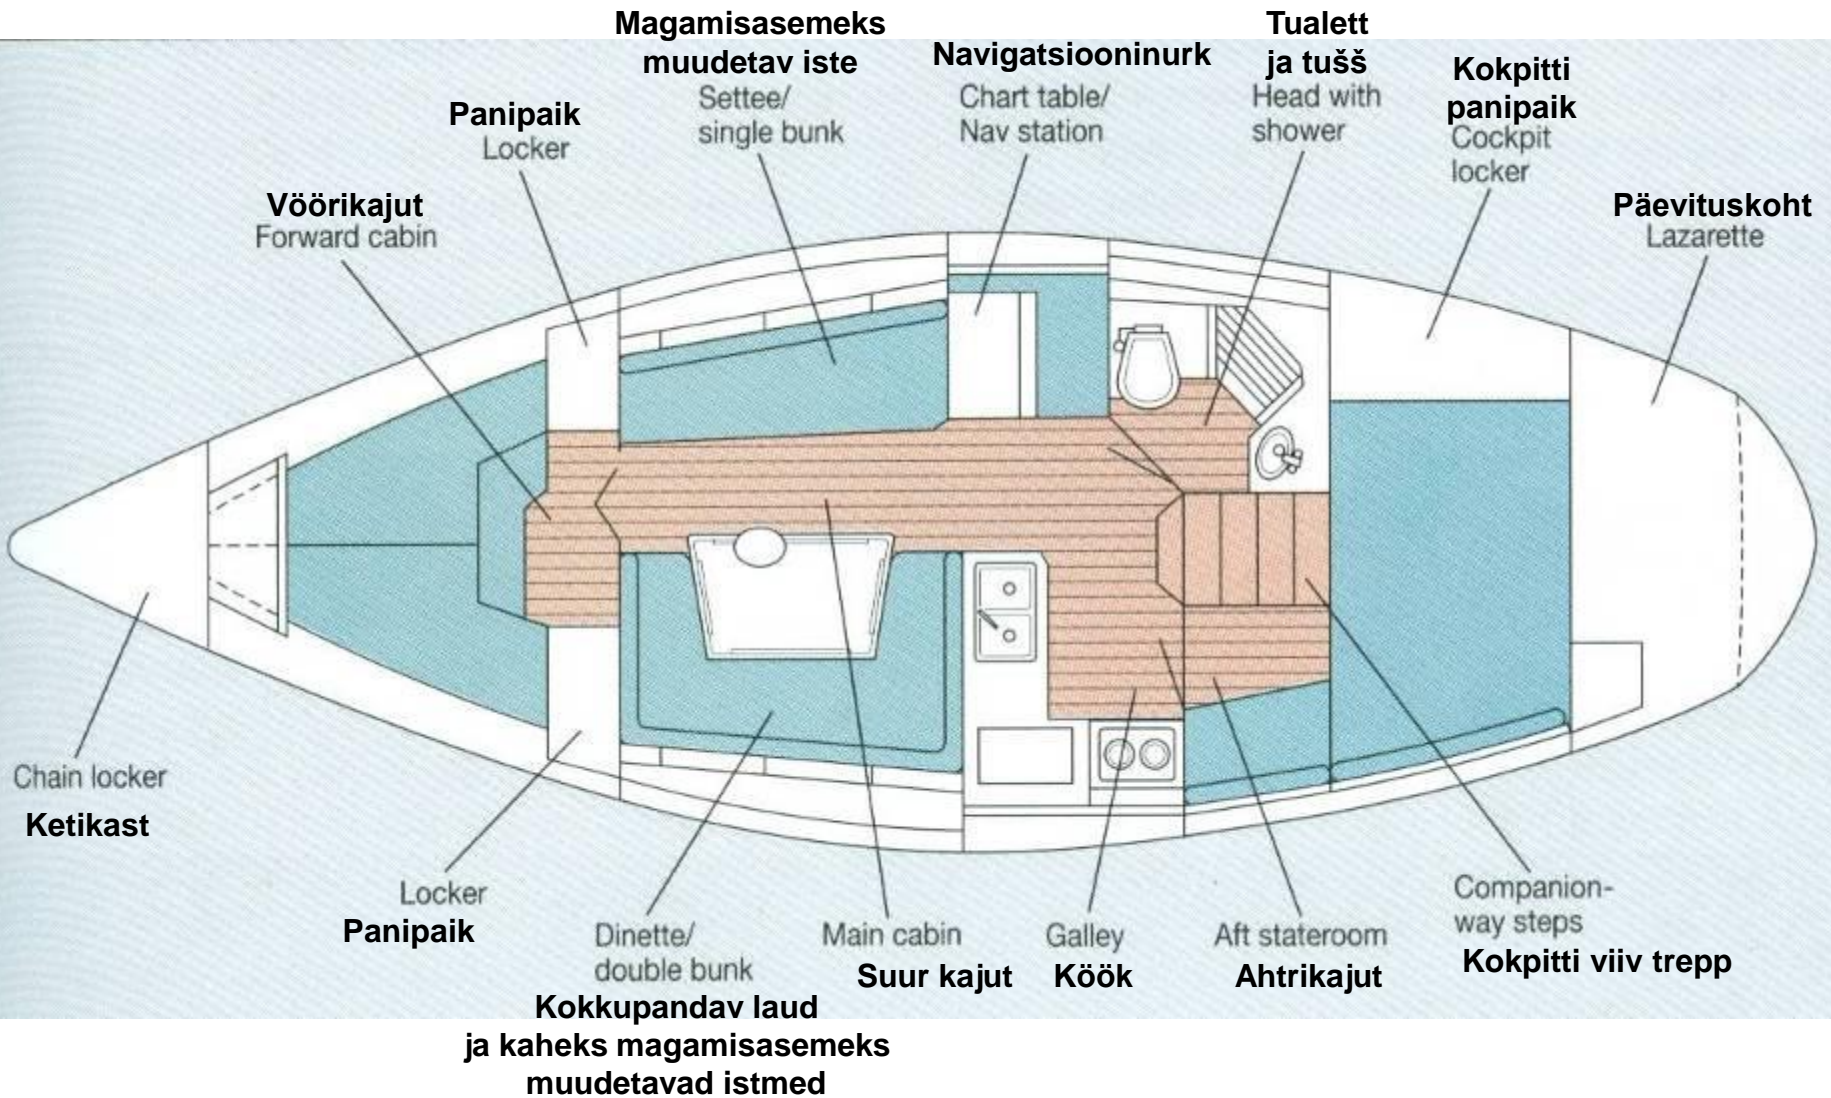 Magamisasemeks
muudetav iste
Settee/
single bunk
Navigatsiooninurk
Chart table/
Nav station
Tualett
ja tušš
Head with
shower
Kokpitti
panipaik
Cockpit
locker
Panipaik
Locker
Vöörikajut
Forward cabin
Päevituskoht
Lazarette
Chain locker
Ketikast
Locker
Panipaik
Dinette/
double bunk
Kokkupandav laud
ja kaheks magamisasemeks
muudetavad istmed
Main cabin
Suur kajut
Galley
Köök
Aft stateroom
Ahtrikajut
Companion-
way steps
Kokpitti viiv trepp